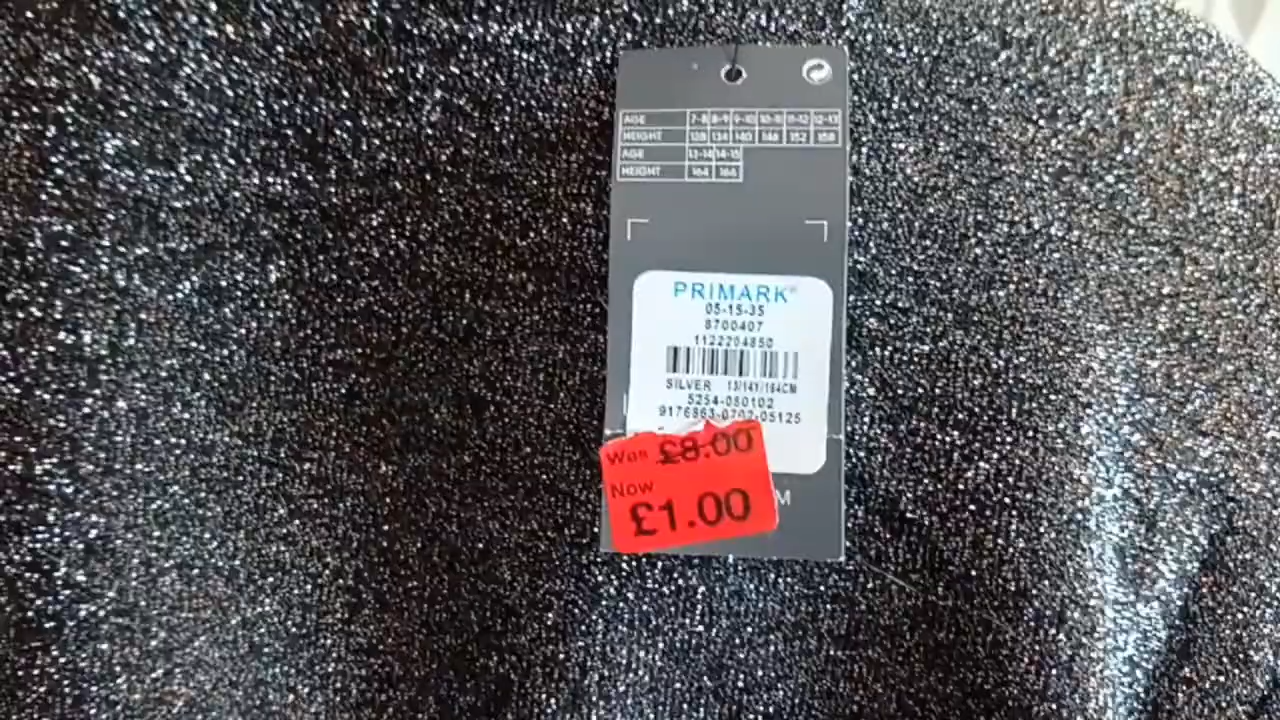 AGE 7-8 8-9 9-10 10-11 11-12 12-13
HEIGHT 128 134 140 146 152 158
AGE 13-14 14-15
HEIGHT 164 166
PRIMARK®
05-15-35
8700407
1122204850
SILVER 13/14Y/164CM
5254-080102
9176863-0702-05125
Was £8.00
Now
£1.00
M